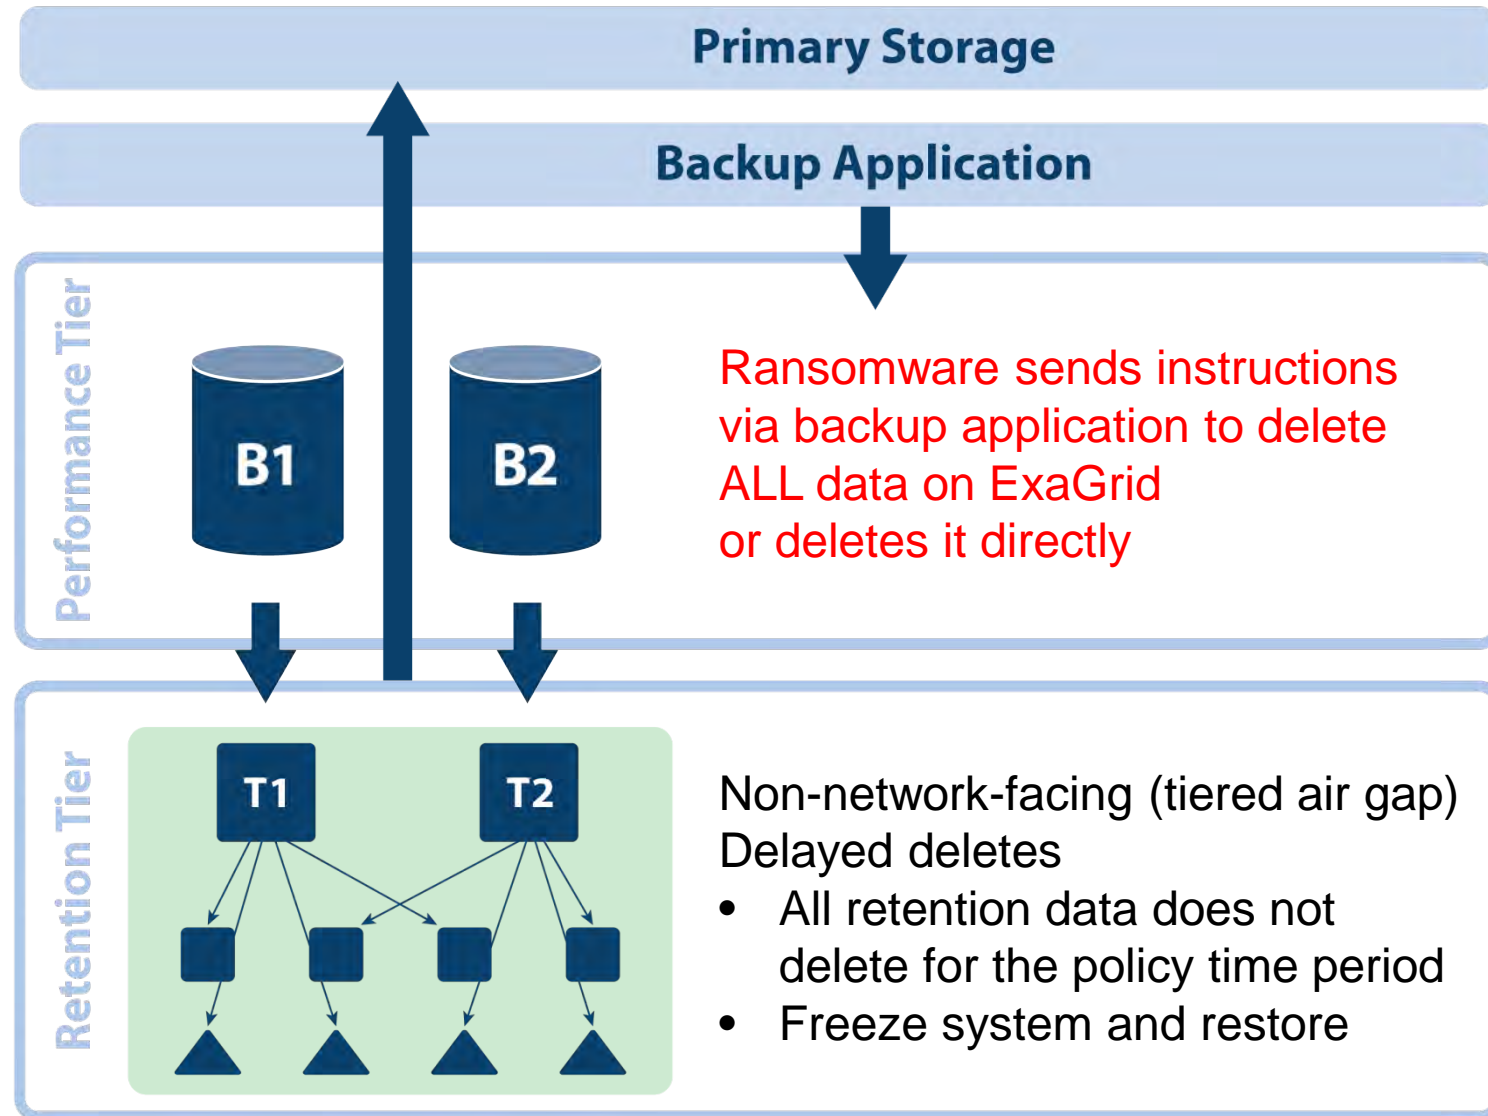 Primary Storage
Backup Application
Performance Tier
B1
B2
Ransomware sends instructions
via backup application to delete
ALL data on ExaGrid
or deletes it directly
Retention Tier
T1
T2
Non-network-facing (tiered air gap)
Delayed deletes
• All retention data does not
delete for the policy time period
• Freeze system and restore